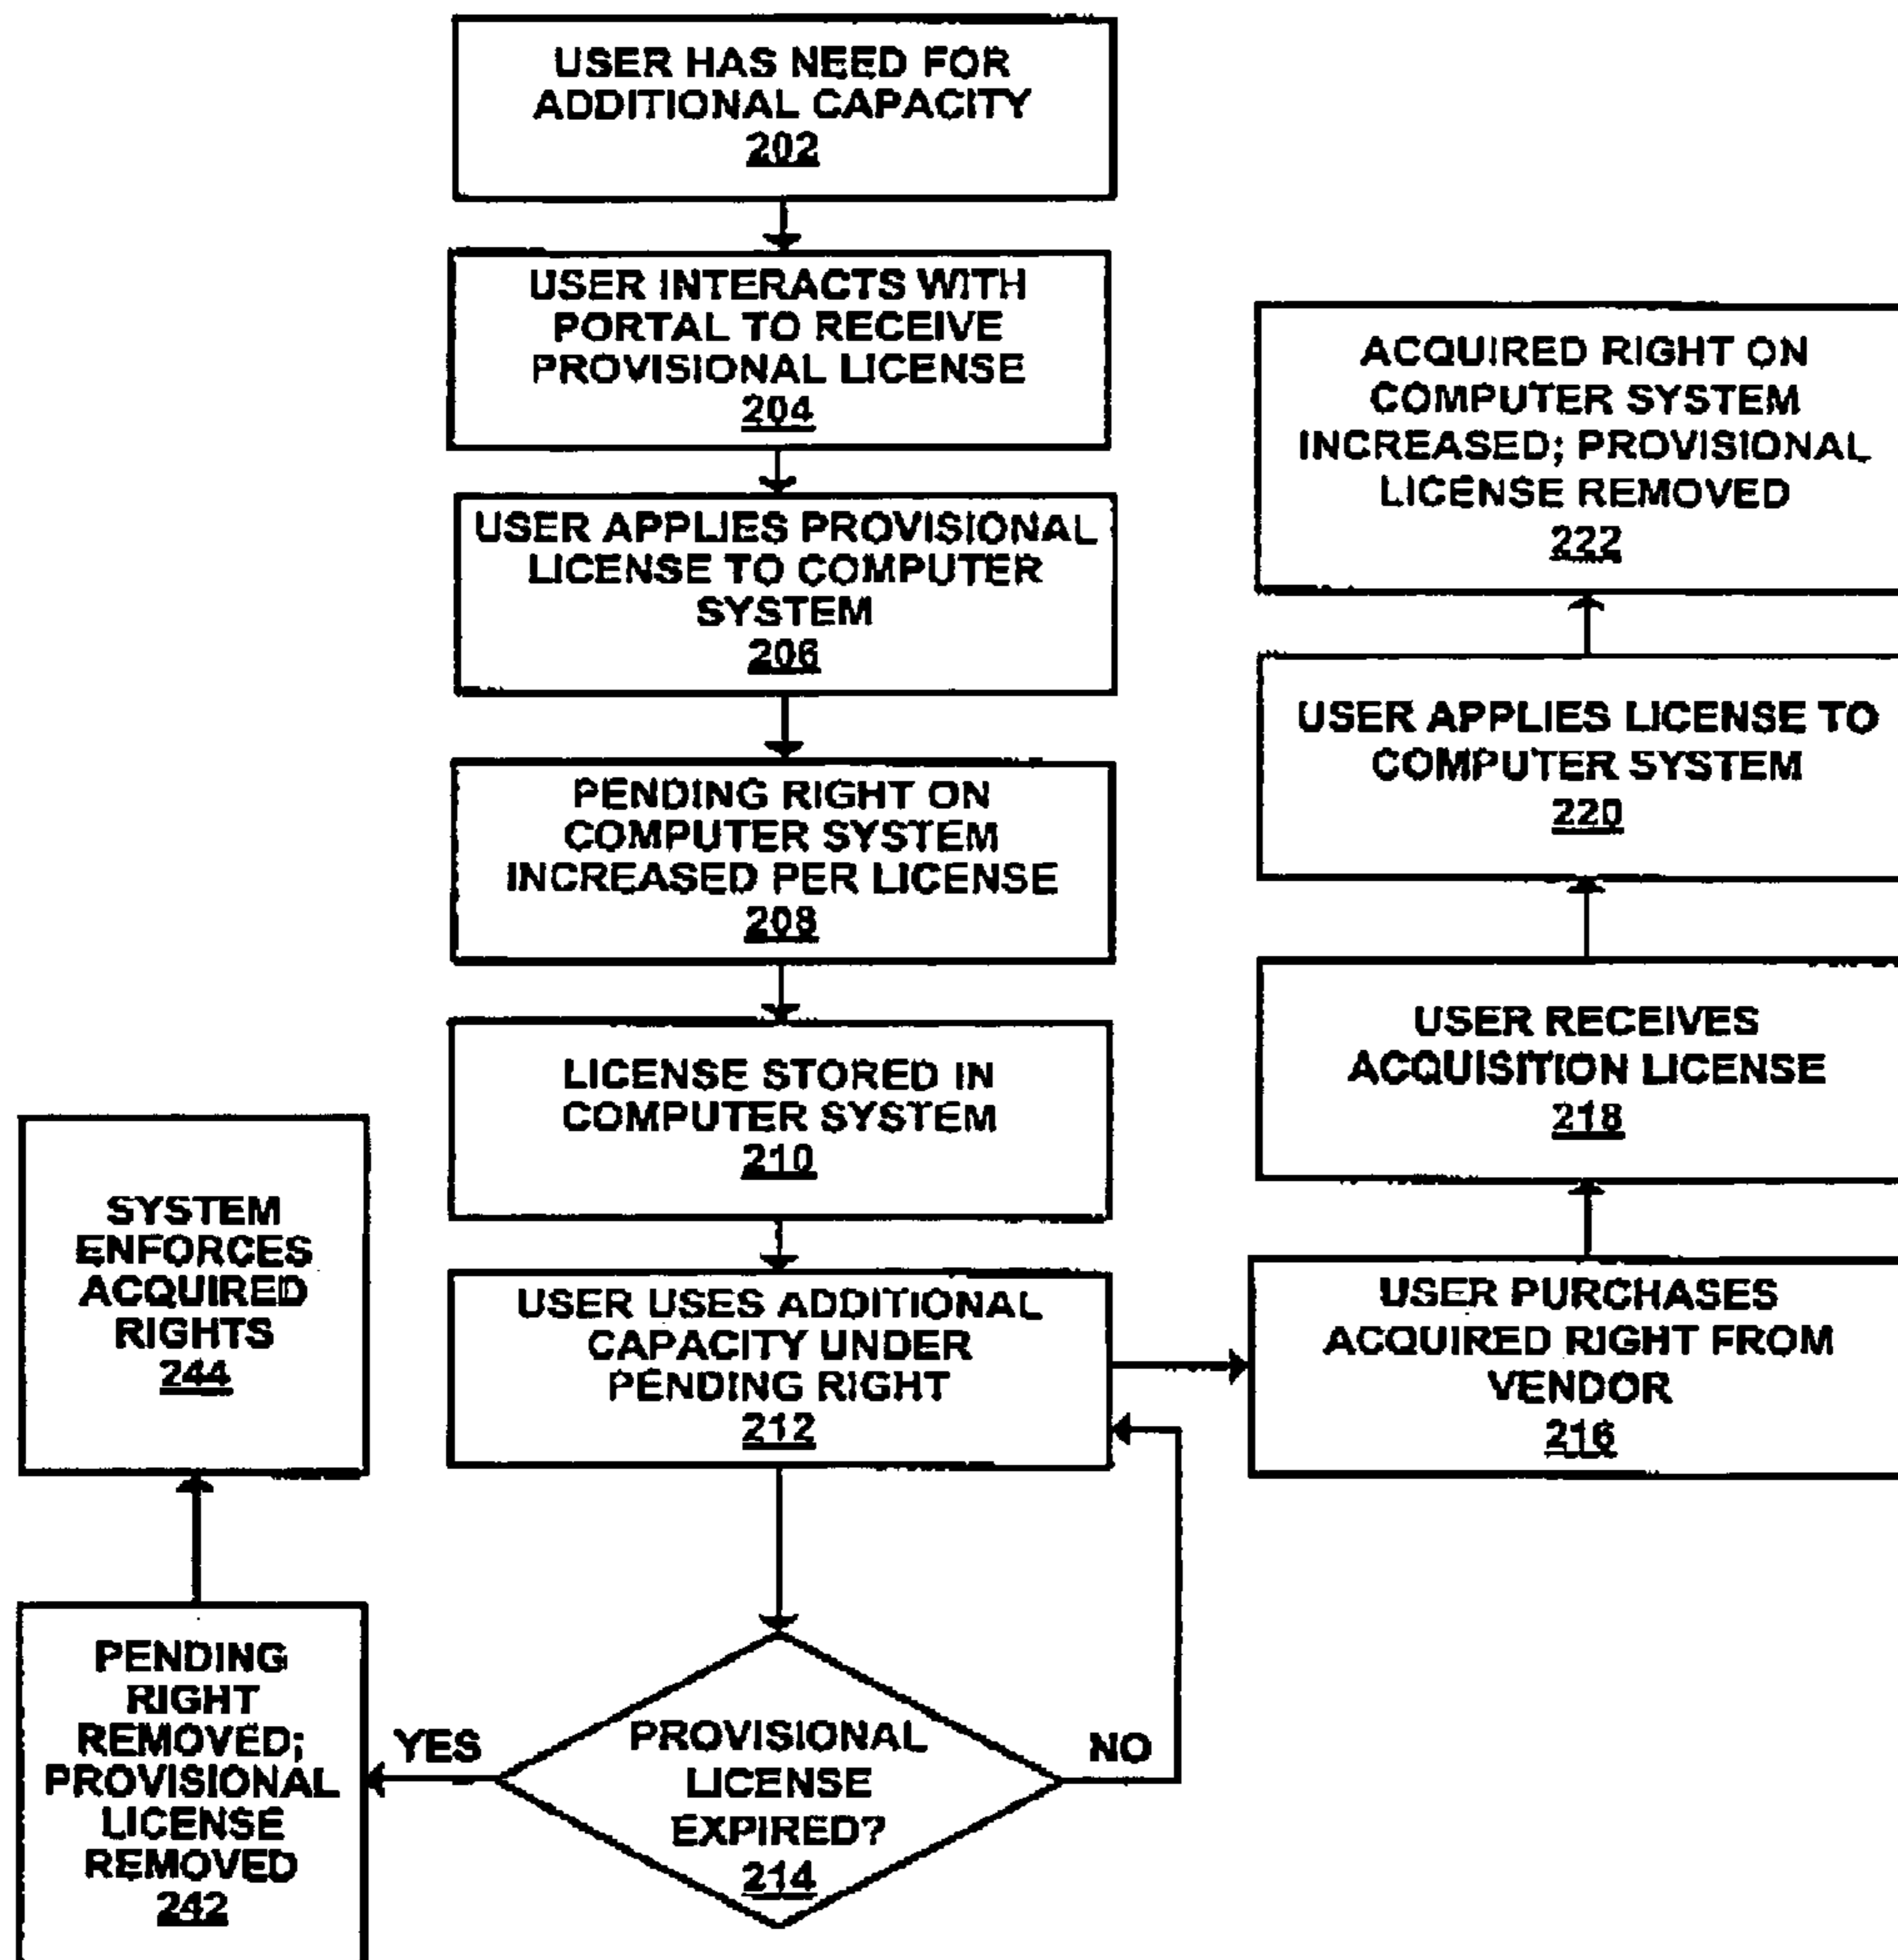 USER HAS NEED FOR
ADDITIONAL CAPACITY
202
USER INTERACTS WITH
PORTAL TO RECEIVE
PROVISIONAL LICENSE
204
USER APPLIES PROVISIONAL
LICENSE TO COMPUTER
SYSTEM
206
PENDING RIGHT ON
COMPUTER SYSTEM
INCREASED PER LICENSE
208
LICENSE STORED IN
COMPUTER SYSTEM
210
USER USES ADDITIONAL
CAPACITY UNDER
PENDING RIGHT
212
PROVISIONAL
LICENSE
EXPIRED?
214
YES
NO
PENDING
RIGHT
REMOVED;
PROVISIONAL
LICENSE
REMOVED
242
SYSTEM
ENFORCES
ACQUIRED
RIGHTS
244
USER PURCHASES
ACQUIRED RIGHT FROM
VENDOR
216
USER RECEIVES
ACQUISITION LICENSE
218
USER APPLIES LICENSE TO
COMPUTER SYSTEM
220
ACQUIRED RIGHT ON
COMPUTER SYSTEM
INCREASED; PROVISIONAL
LICENSE REMOVED
222